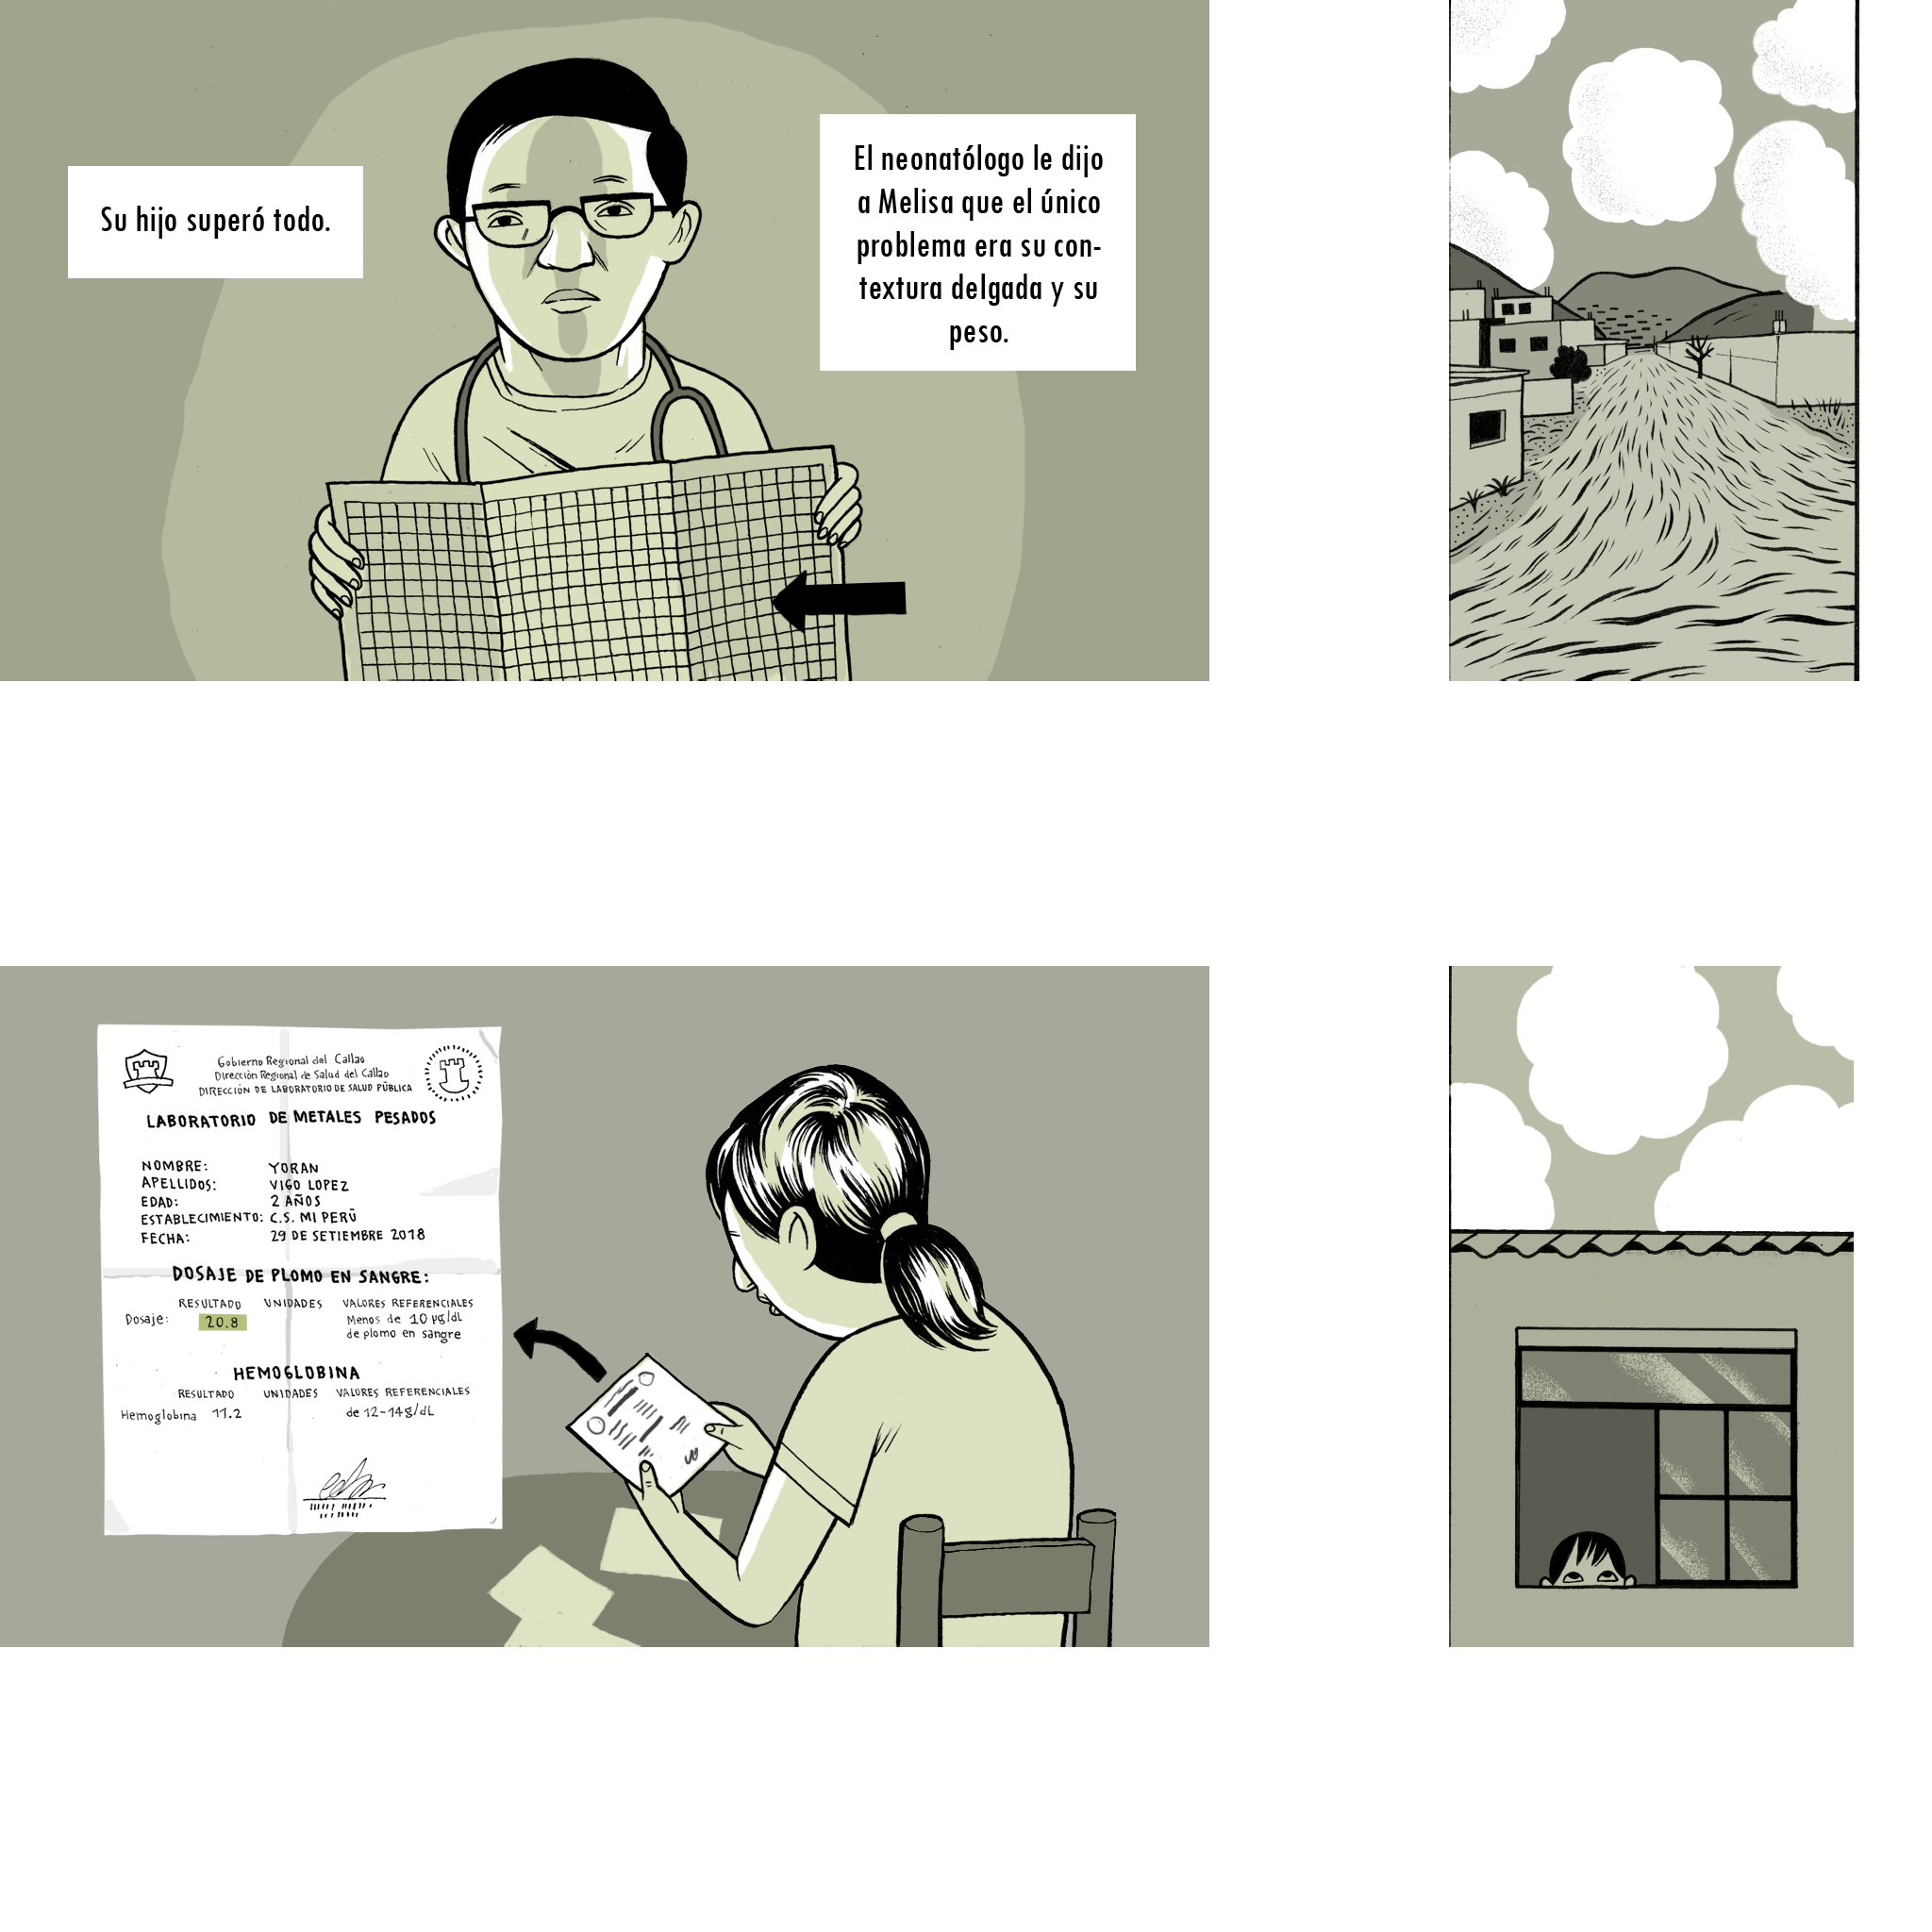 Su hijo superó todo.
El neonatólogo le dijo
a Melisa que el único
problema era su con-
textura delgada y su
peso.
Gobierno Regional del Callao
Dirección Regional de Salud del Callao
DIRECCIÓN DE LABORATORIO DE SALUD PÚBLICA
LABORATORIO DE METALES PESADOS
NOMBRE: YORAN
APELLIDOS: VIGO LOPEZ
EDAD: 2 AÑOS
ESTABLECIMIENTO: C.S. MI PERÚ
FECHA: 29 DE SETIEMBRE 2018
DOSAJE DE PLOMO EN SANGRE:
RESULTADO UNIDADES VALORES REFERENCIALES
Dosaje: 20.8 Menos de 10 µg/dL
de plomo en sangre
HEMOGLOBINA
RESULTADO UNIDADES VALORES REFERENCIALES
Hemoglobina 11.2 de 12-14g/dL